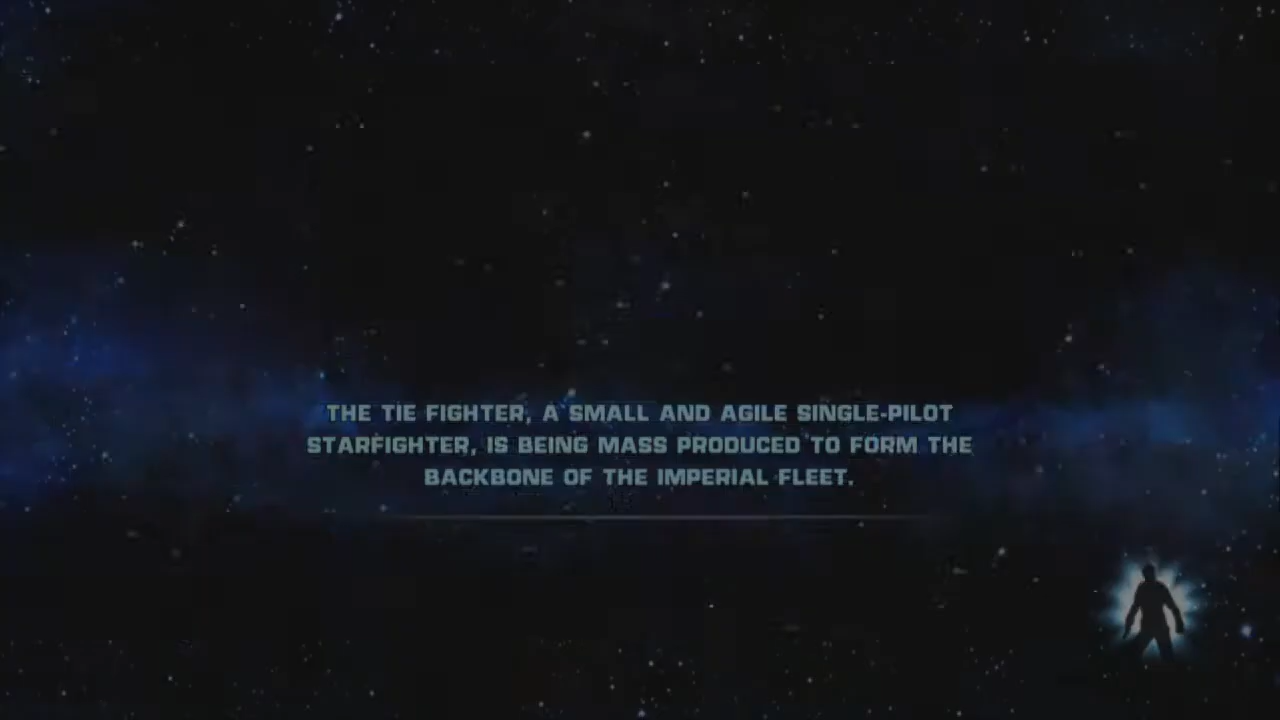 THE TIE FIGHTER, A SMALL AND AGILE SINGLE-PILOT
STARFIGHTER, IS BEING MASS PRODUCED TO FORM THE
BACKBONE OF THE IMPERIAL FLEET.